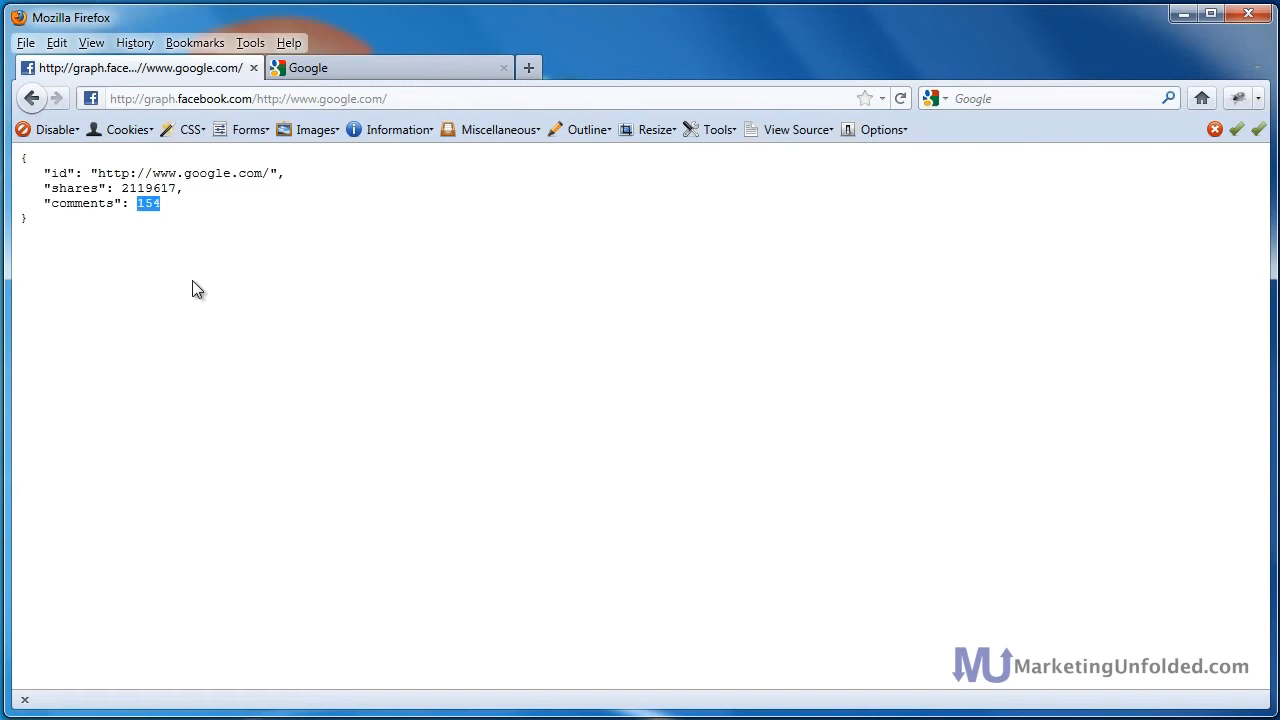 Mozilla Firefox
File Edit View History Bookmarks Tools Help
http://graph.face...//www.google.com/ Google
http://graph.facebook.com/http://www.google.com/ Google
Disable Cookies CSS Forms Images Information Miscellaneous Outline Resize Tools View Source Options
{
"id": "http://www.google.com/",
"shares": 2119617,
"comments": 154
}
MU MarketingUnfolded.com